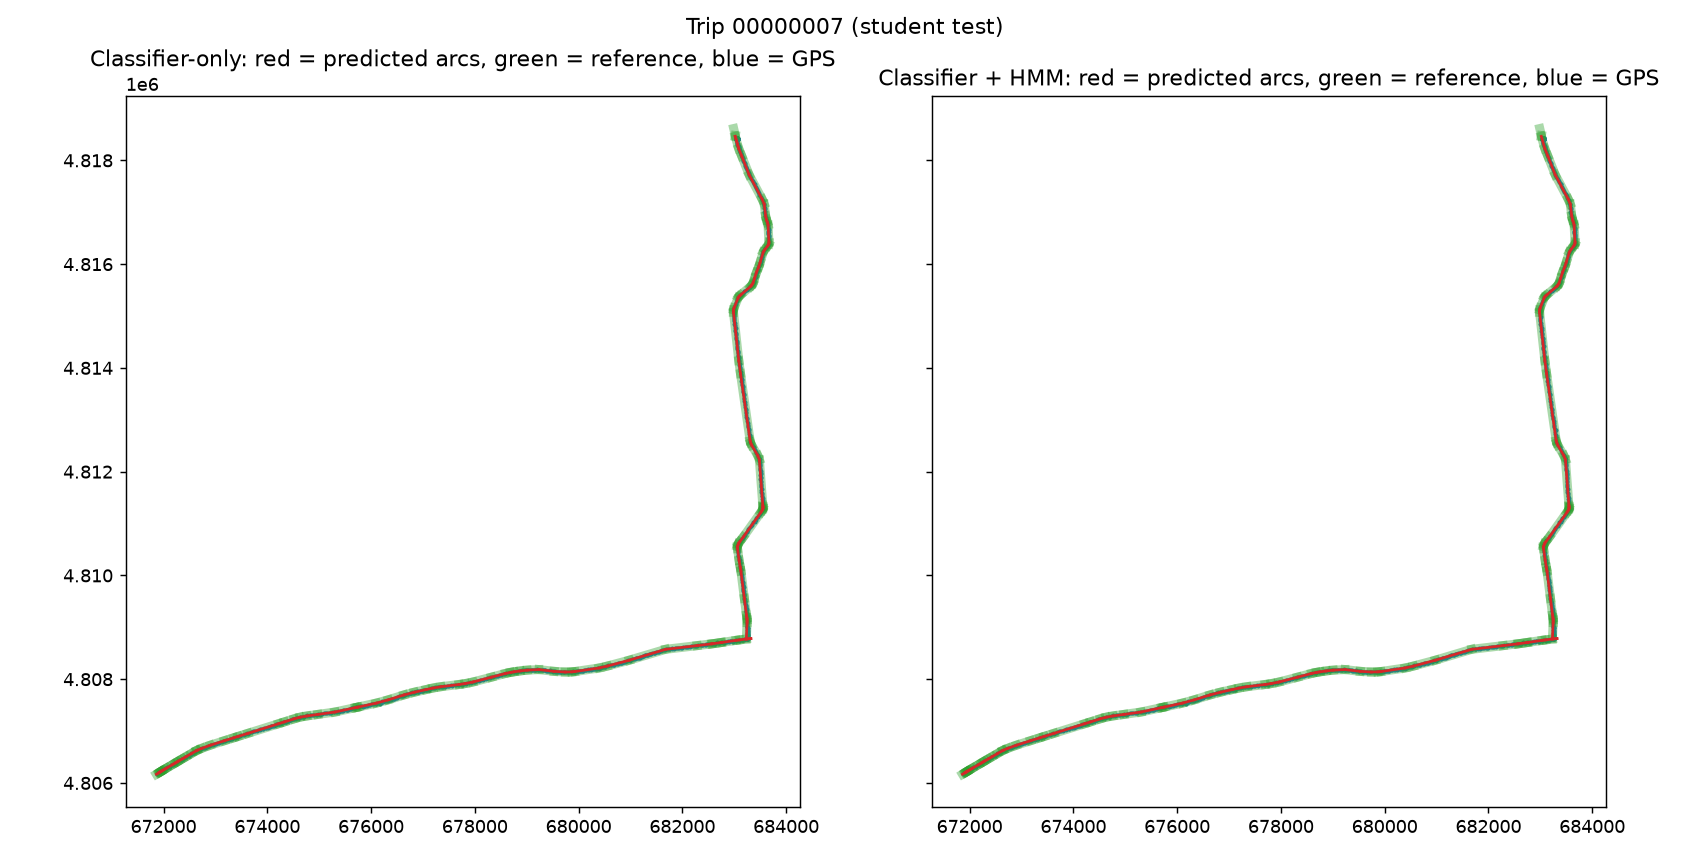 Trip 00000007 (student test)
Classifier-only: red = predicted arcs, green = reference, blue = GPS
1e6
4.818
4.816
4.814
4.812
4.810
4.808
4.806
672000 674000 676000 678000 680000 682000 684000
Classifier + HMM: red = predicted arcs, green = reference, blue = GPS
672000 674000 676000 678000 680000 682000 684000